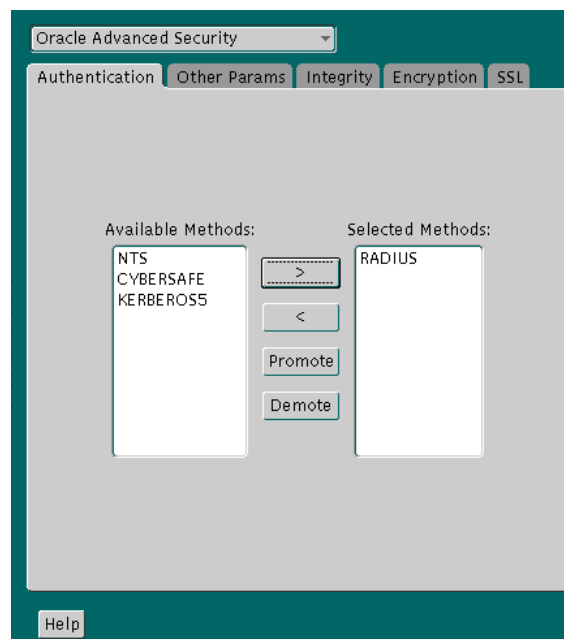 Oracle Advanced Security
Authentication Other Params Integrity Encryption SSL
Available Methods: Selected Methods:
NTS
CYBERSAFE
KERBEROS5
>
<
Promote
Demote
RADIUS
Help